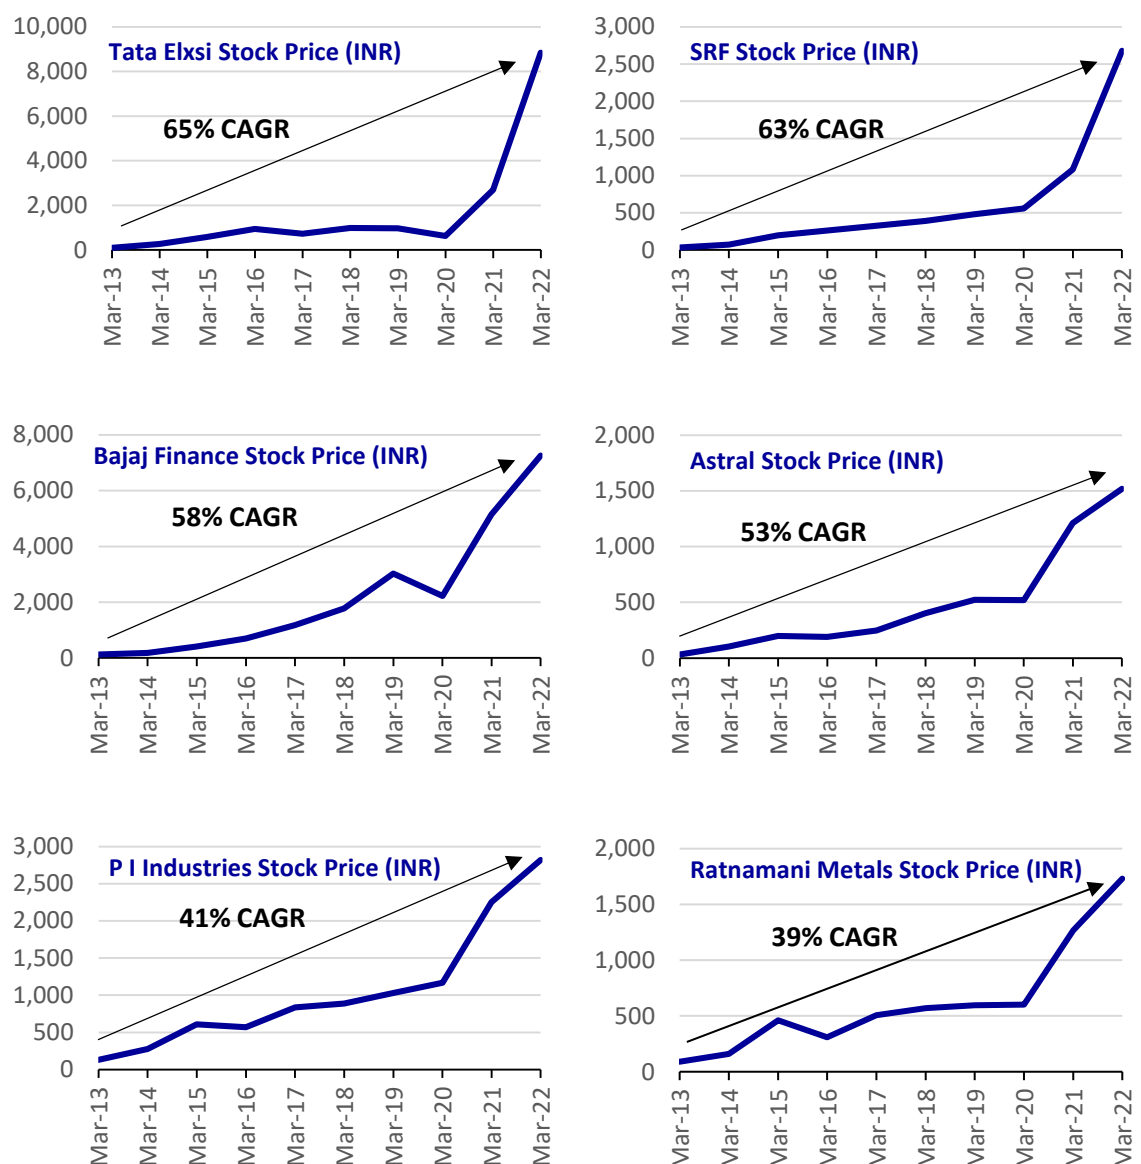 Tata Elxsi Stock Price (INR)
65% CAGR
10,000
8,000
6,000
4,000
2,000
0
Mar-13
Mar-14
Mar-15
Mar-16
Mar-17
Mar-18
Mar-19
Mar-20
Mar-21
Mar-22
SRF Stock Price (INR)
63% CAGR
3,000
2,500
2,000
1,500
1,000
500
0
Mar-13
Mar-14
Mar-15
Mar-16
Mar-17
Mar-18
Mar-19
Mar-20
Mar-21
Mar-22
Bajaj Finance Stock Price (INR)
58% CAGR
8,000
6,000
4,000
2,000
0
Mar-13
Mar-14
Mar-15
Mar-16
Mar-17
Mar-18
Mar-19
Mar-20
Mar-21
Mar-22
Astral Stock Price (INR)
53% CAGR
2,000
1,500
1,000
500
0
Mar-13
Mar-14
Mar-15
Mar-16
Mar-17
Mar-18
Mar-19
Mar-20
Mar-21
Mar-22
P I Industries Stock Price (INR)
41% CAGR
3,000
2,500
2,000
1,500
1,000
500
0
Mar-13
Mar-14
Mar-15
Mar-16
Mar-17
Mar-18
Mar-19
Mar-20
Mar-21
Mar-22
Ratnamani Metals Stock Price (INR)
39% CAGR
2,000
1,500
1,000
500
0
Mar-13
Mar-14
Mar-15
Mar-16
Mar-17
Mar-18
Mar-19
Mar-20
Mar-21
Mar-22